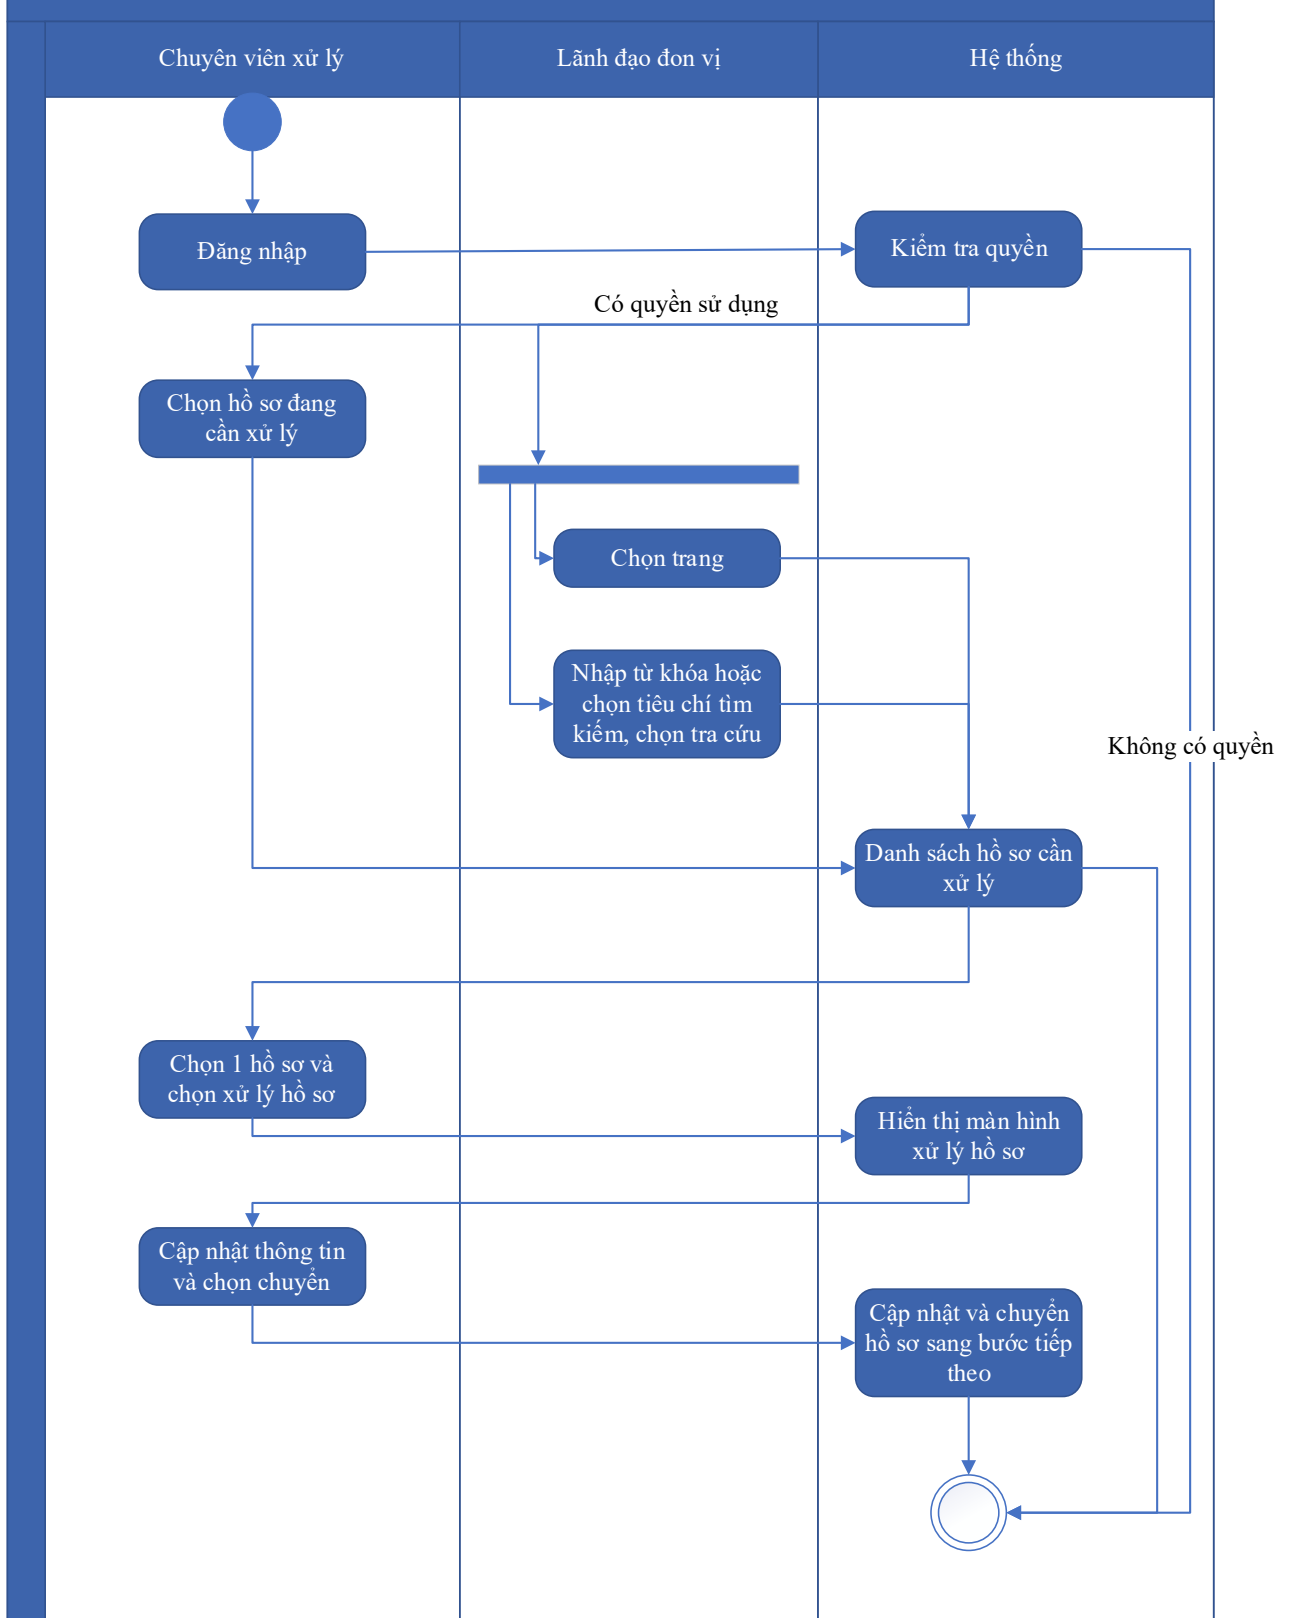 Chuyên viên xử lý
Lãnh đạo đơn vị
Hệ thống
Đăng nhập
Kiểm tra quyền
Có quyền sử dụng
Chọn hồ sơ đang
cần xử lý
Chọn trang
Nhập từ khóa hoặc
chọn tiêu chí tìm
kiếm, chọn tra cứu
Không có quyền
Danh sách hồ sơ cần
xử lý
Chọn 1 hồ sơ và
chọn xử lý hồ sơ
Hiển thị màn hình
xử lý hồ sơ
Cập nhật thông tin
và chọn chuyển
Cập nhật và chuyển
hồ sơ sang bước tiếp
theo